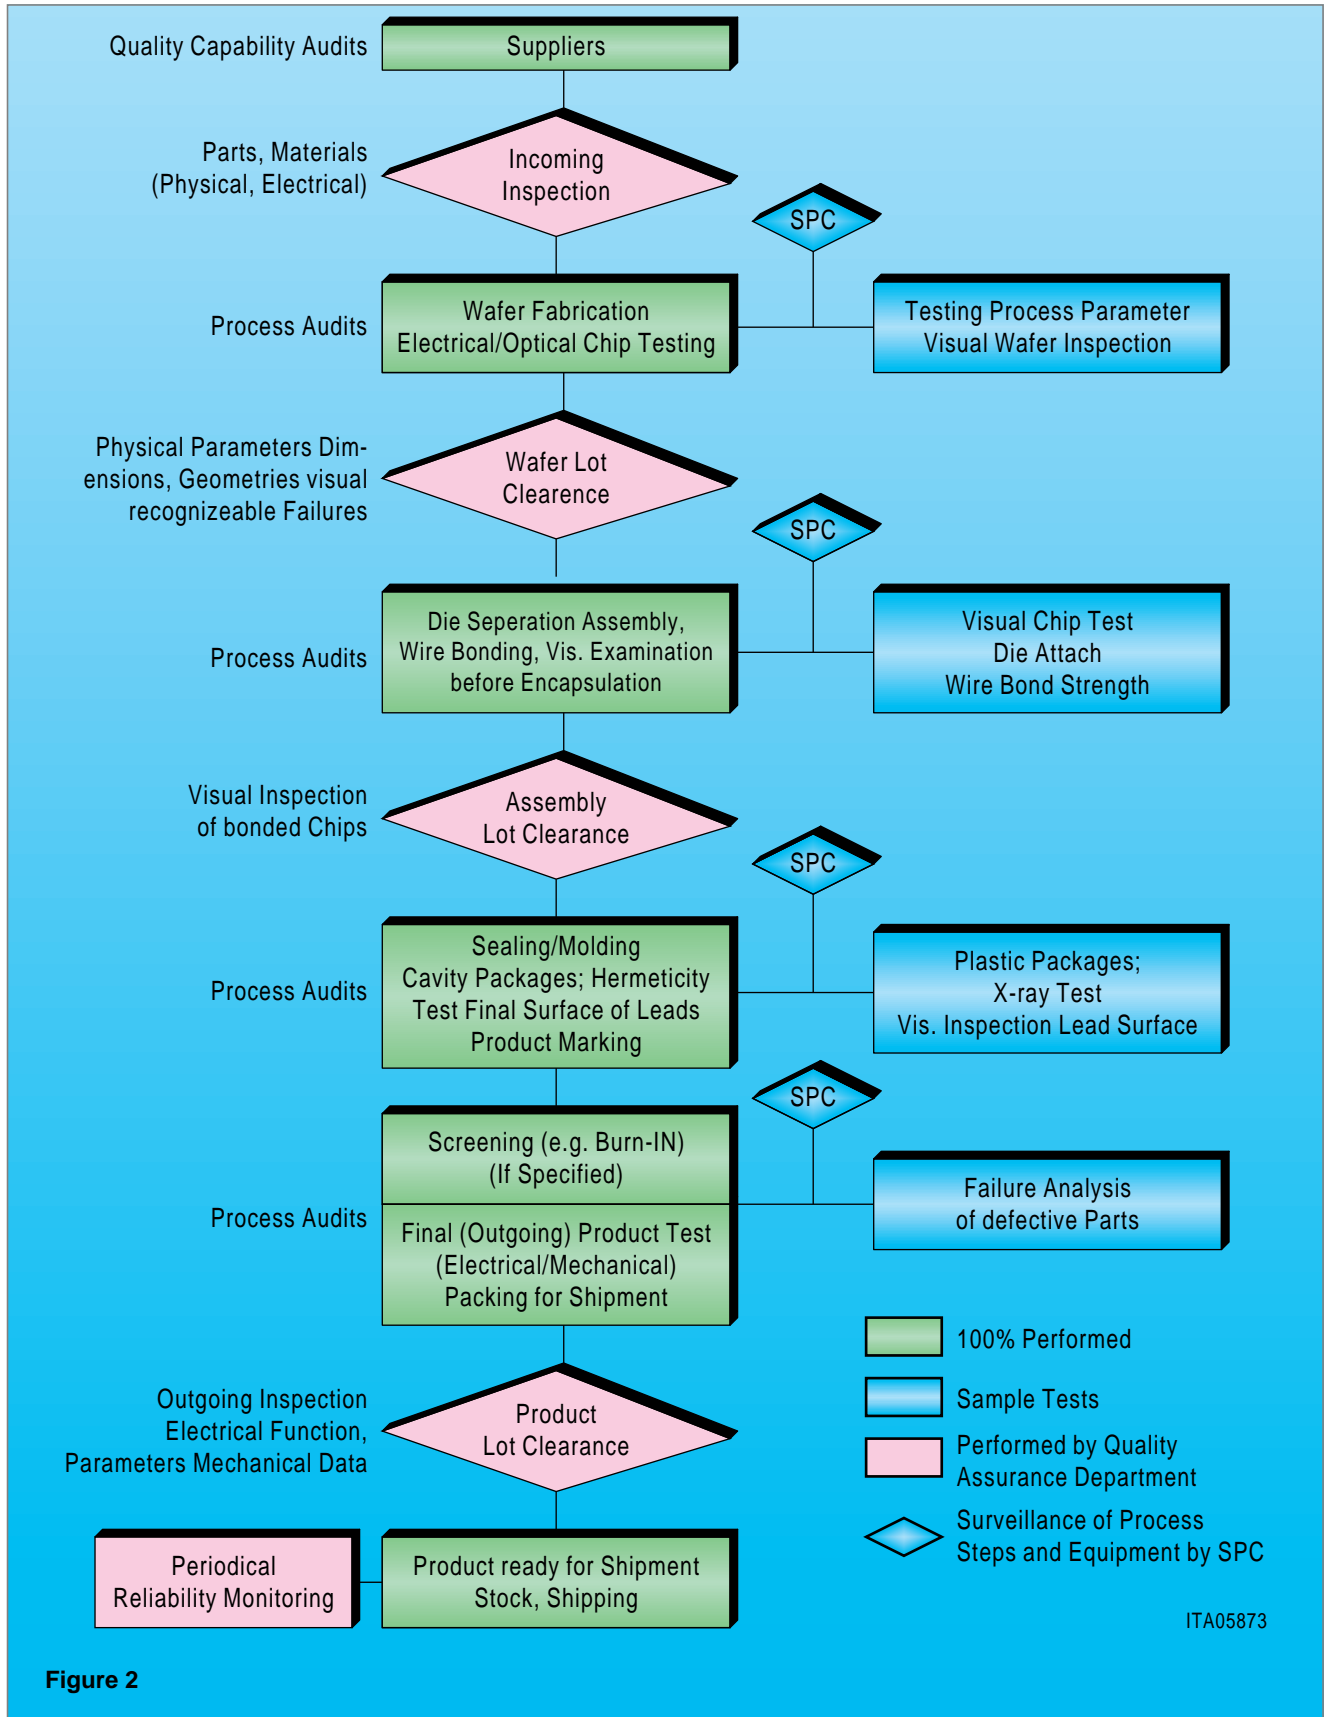 Quality Capability Audits
Suppliers
Parts, Materials
(Physical, Electrical)
Incoming
Inspection
SPC
Process Audits
Wafer Fabrication
Electrical/Optical Chip Testing
Testing Process Parameter
Visual Wafer Inspection
Physical Parameters Dim-
ensions, Geometries visual
recognizeable Failures
Wafer Lot
Clearence
SPC
Process Audits
Die Seperation Assembly,
Wire Bonding, Vis. Examination
before Encapsulation
Visual Chip Test
Die Attach
Wire Bond Strength
Visual Inspection
of bonded Chips
Assembly
Lot Clearance
SPC
Process Audits
Sealing/Molding
Cavity Packages; Hermeticity
Test Final Surface of Leads
Product Marking
Plastic Packages;
X-ray Test
Vis. Inspection Lead Surface
SPC
Process Audits
Screening (e.g. Burn-IN)
(If Specified)
Final (Outgoing) Product Test
(Electrical/Mechanical)
Packing for Shipment
Failure Analysis
of defective Parts
100% Performed
Sample Tests
Performed by Quality
Assurance Department
Surveillance of Process
Steps and Equipment by SPC
Outgoing Inspection
Electrical Function,
Parameters Mechanical Data
Product
Lot Clearance
Periodical
Reliability Monitoring
Product ready for Shipment
Stock, Shipping
ITA05873
Figure 2